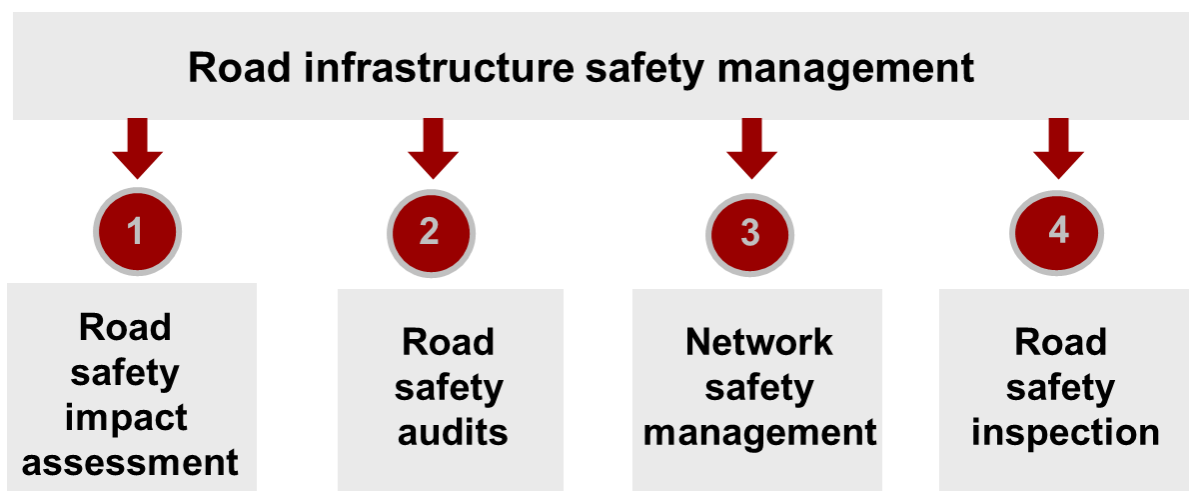 Road infrastructure safety management
1
2
3
4
Road
safety
impact
assessment
Road
safety
audits
Network
safety
management
Road
safety
inspection